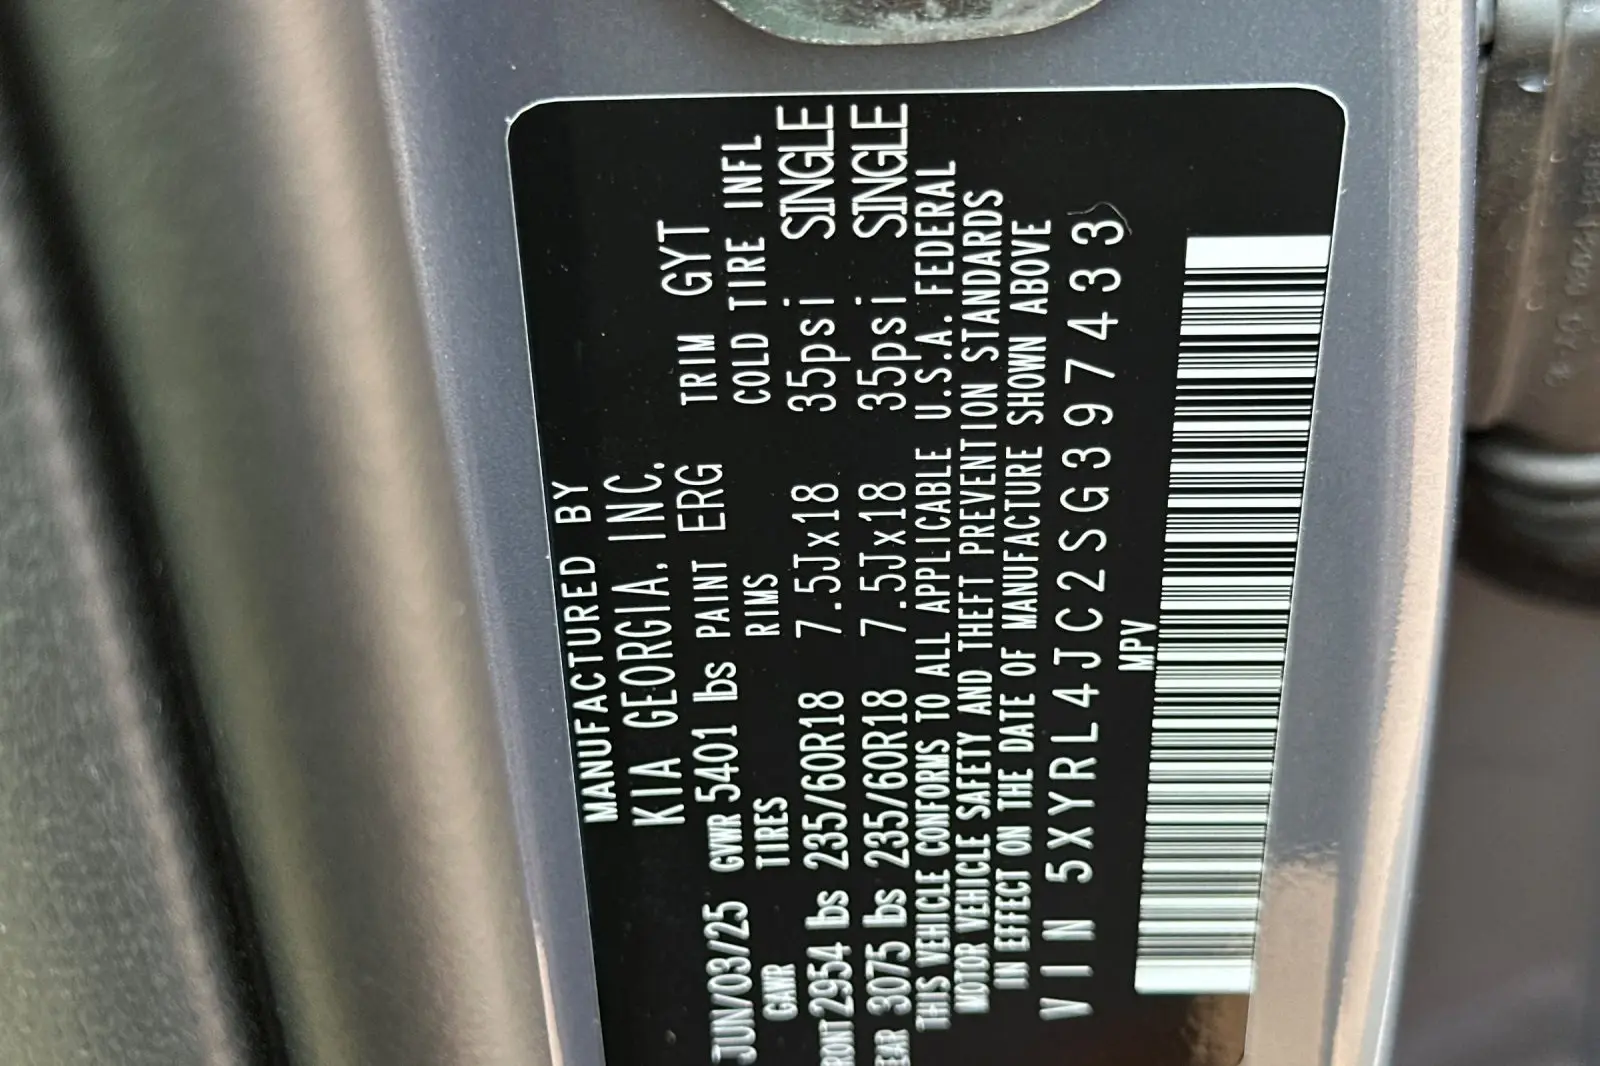 MANUFACTURED BY
KIA GEORGIA, INC.
JUN/03/25 GVWR 5401 lbs PAINT ERG TRIM GYT
GAWR TIRES RIMS COLD TIRE INFL
RONT 2954 lbs 235/60R18 7.5Jx18 35psi SINGLE
EAR 3075 lbs 235/60R18 7.5Jx18 35psi SINGLE
THIS VEHICLE CONFORMS TO ALL APPLICABLE U.S.A. FEDERAL
MOTOR VEHICLE SAFETY AND THEFT PREVENTION STANDARDS
IN EFFECT ON THE DATE OF MANUFACTURE SHOWN ABOVE
VIN 5XYRL4JC2SG397433
MPV